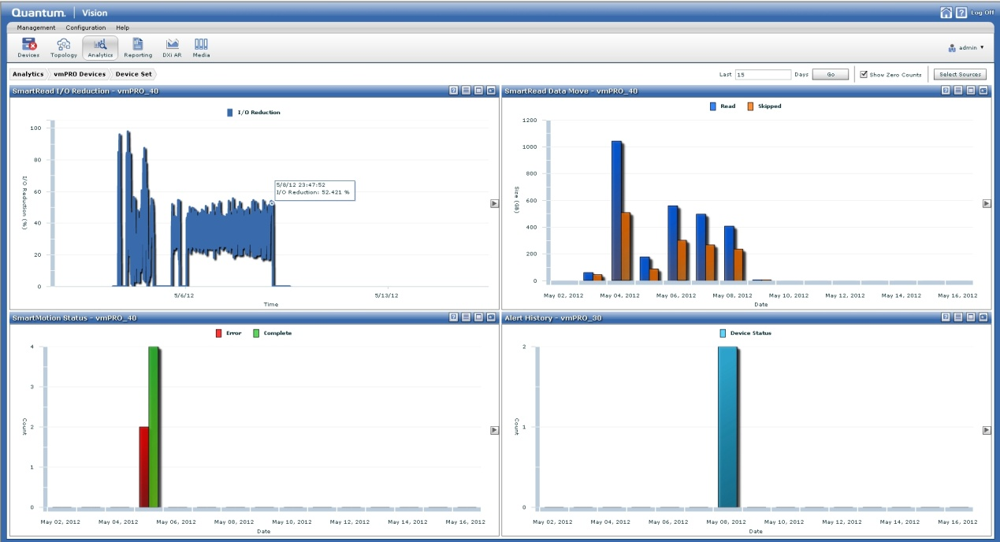 Quantum. Vision
Log Off
Management Configuration Help
Devices Topology Analytics Reporting DXi AR Media
admin
Analytics vmPRO Devices Device Set
Last 15 Days Go Show Zero Counts Select Sources
SmartRead I/O Reduction - vmPRO_40
I/O Reduction
I/O Reduction (%)
100
80
60
40
20
0
5/8/12 23:47:52
I/O Reduction: 52.421 %
5/6/12 5/13/12
Time
SmartRead Data Move - vmPRO_40
Read Skipped
Size (GB)
1200
1000
800
600
400
200
0
May 02, 2012 May 04, 2012 May 06, 2012 May 08, 2012 May 10, 2012 May 12, 2012 May 14, 2012 May 16, 2012
Date
SmartMotion Status - vmPRO_40
Error Complete
Count
4
3
2
1
0
May 02, 2012 May 04, 2012 May 06, 2012 May 08, 2012 May 10, 2012 May 12, 2012 May 14, 2012 May 16, 2012
Date
Alert History - vmPRO_30
Device Status
Count
2
1
0
May 02, 2012 May 04, 2012 May 06, 2012 May 08, 2012 May 10, 2012 May 12, 2012 May 14, 2012 May 16, 2012
Date